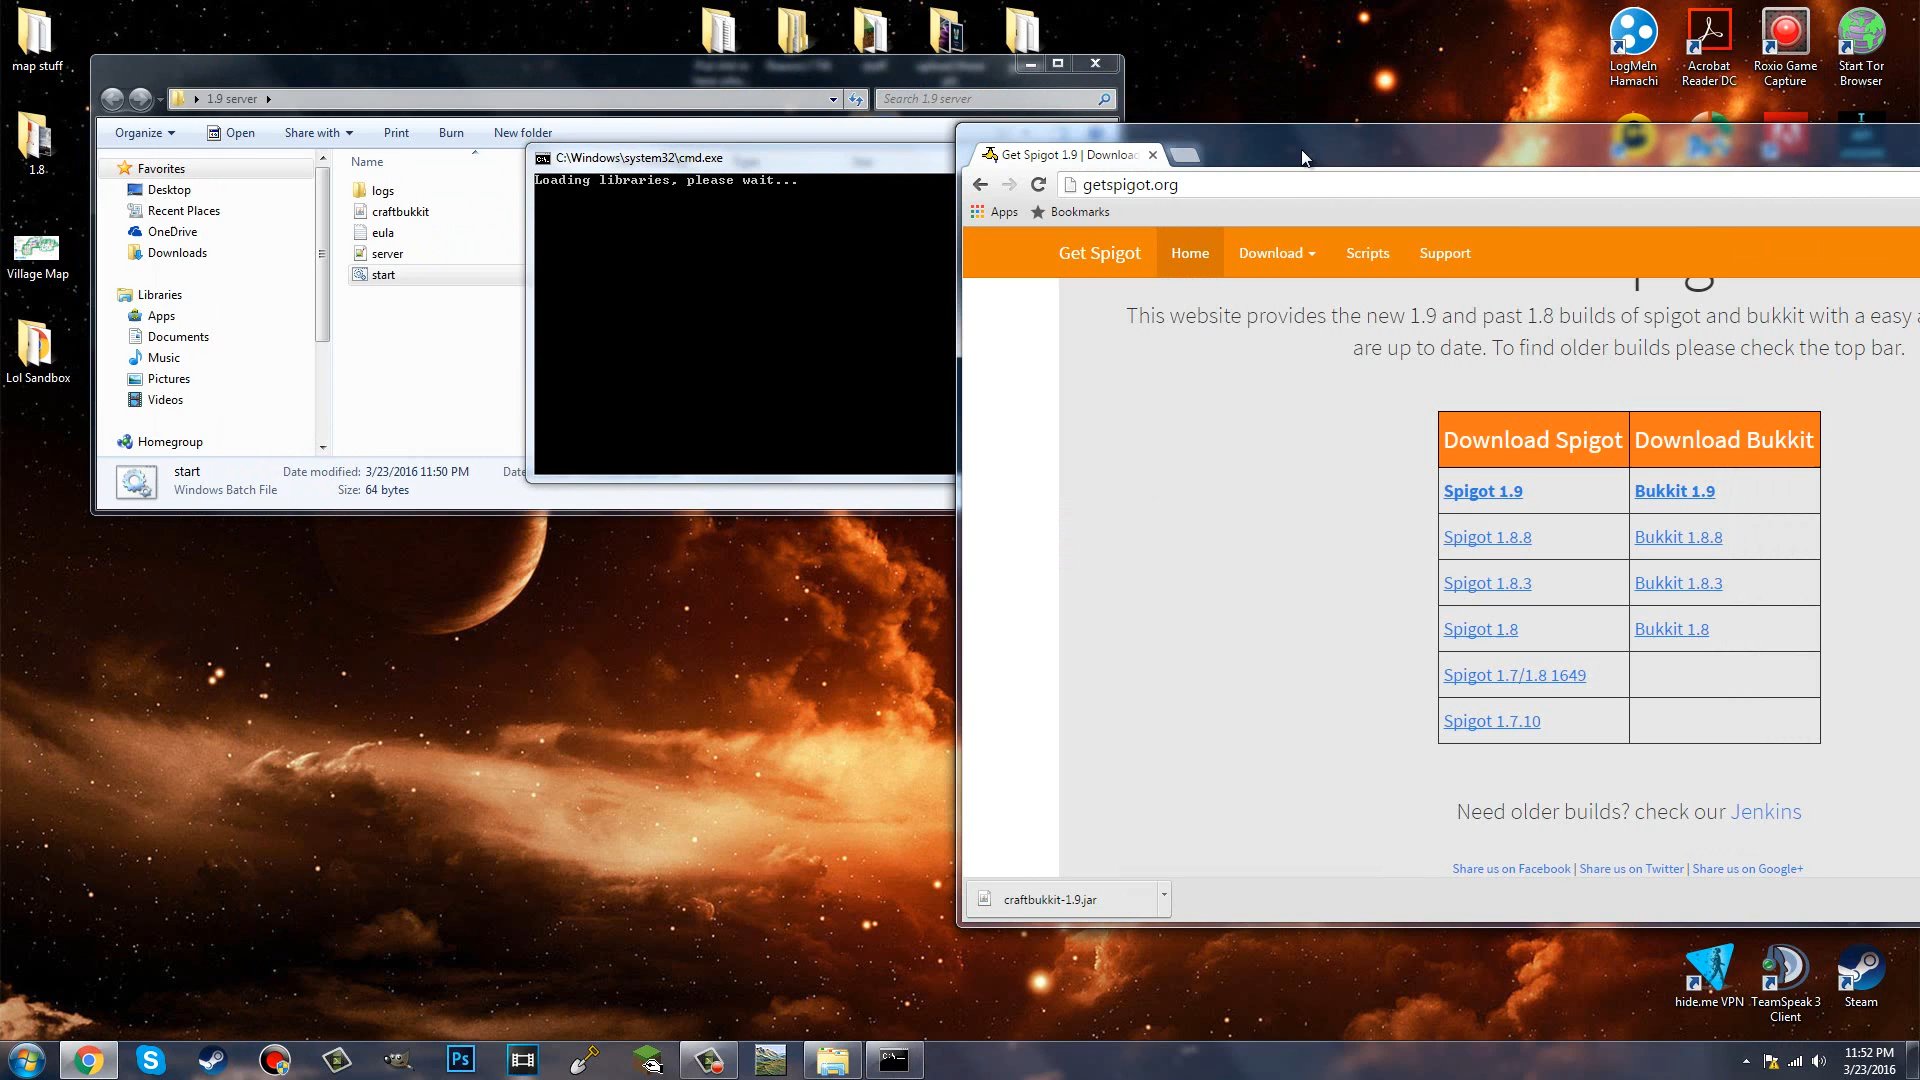 map stuff
1.8
Village Map
Lol Sandbox
LogMeIn Hamachi
Acrobat Reader DC
Roxio Game Capture
Start Tor Browser
1.9 server
Search 1.9 server
Organize
Open
Share with
Print
Burn
New folder
Favorites
Desktop
Recent Places
OneDrive
Downloads
Libraries
Apps
Documents
Music
Pictures
Videos
Homegroup
Name
logs
craftbukkit
eula
server
start
start
Windows Batch File
Date modified: 3/23/2016 11:50 PM
Size: 64 bytes
C:\Windows\system32\cmd.exe
Loading libraries, please wait...
Get Spigot 1.9 | Downloa
getspigot.org
Apps
Bookmarks
Get Spigot
Home
Download
Scripts
Support
This website provides the new 1.9 and past 1.8 builds of spigot and bukkit with a easy
are up to date. To find older builds please check the top bar.
Download Spigot Download Bukkit
Spigot 1.9 Bukkit 1.9
Spigot 1.8.8 Bukkit 1.8.8
Spigot 1.8.3 Bukkit 1.8.3
Spigot 1.8 Bukkit 1.8
Spigot 1.7/1.8 1649
Spigot 1.7.10
Need older builds? check our Jenkins
Share us on Facebook | Share us on Twitter | Share us on Google+
craftbukkit-1.9.jar
hide.me VPN
TeamSpeak 3 Client
Steam
Ps
11:52 PM
3/23/2016